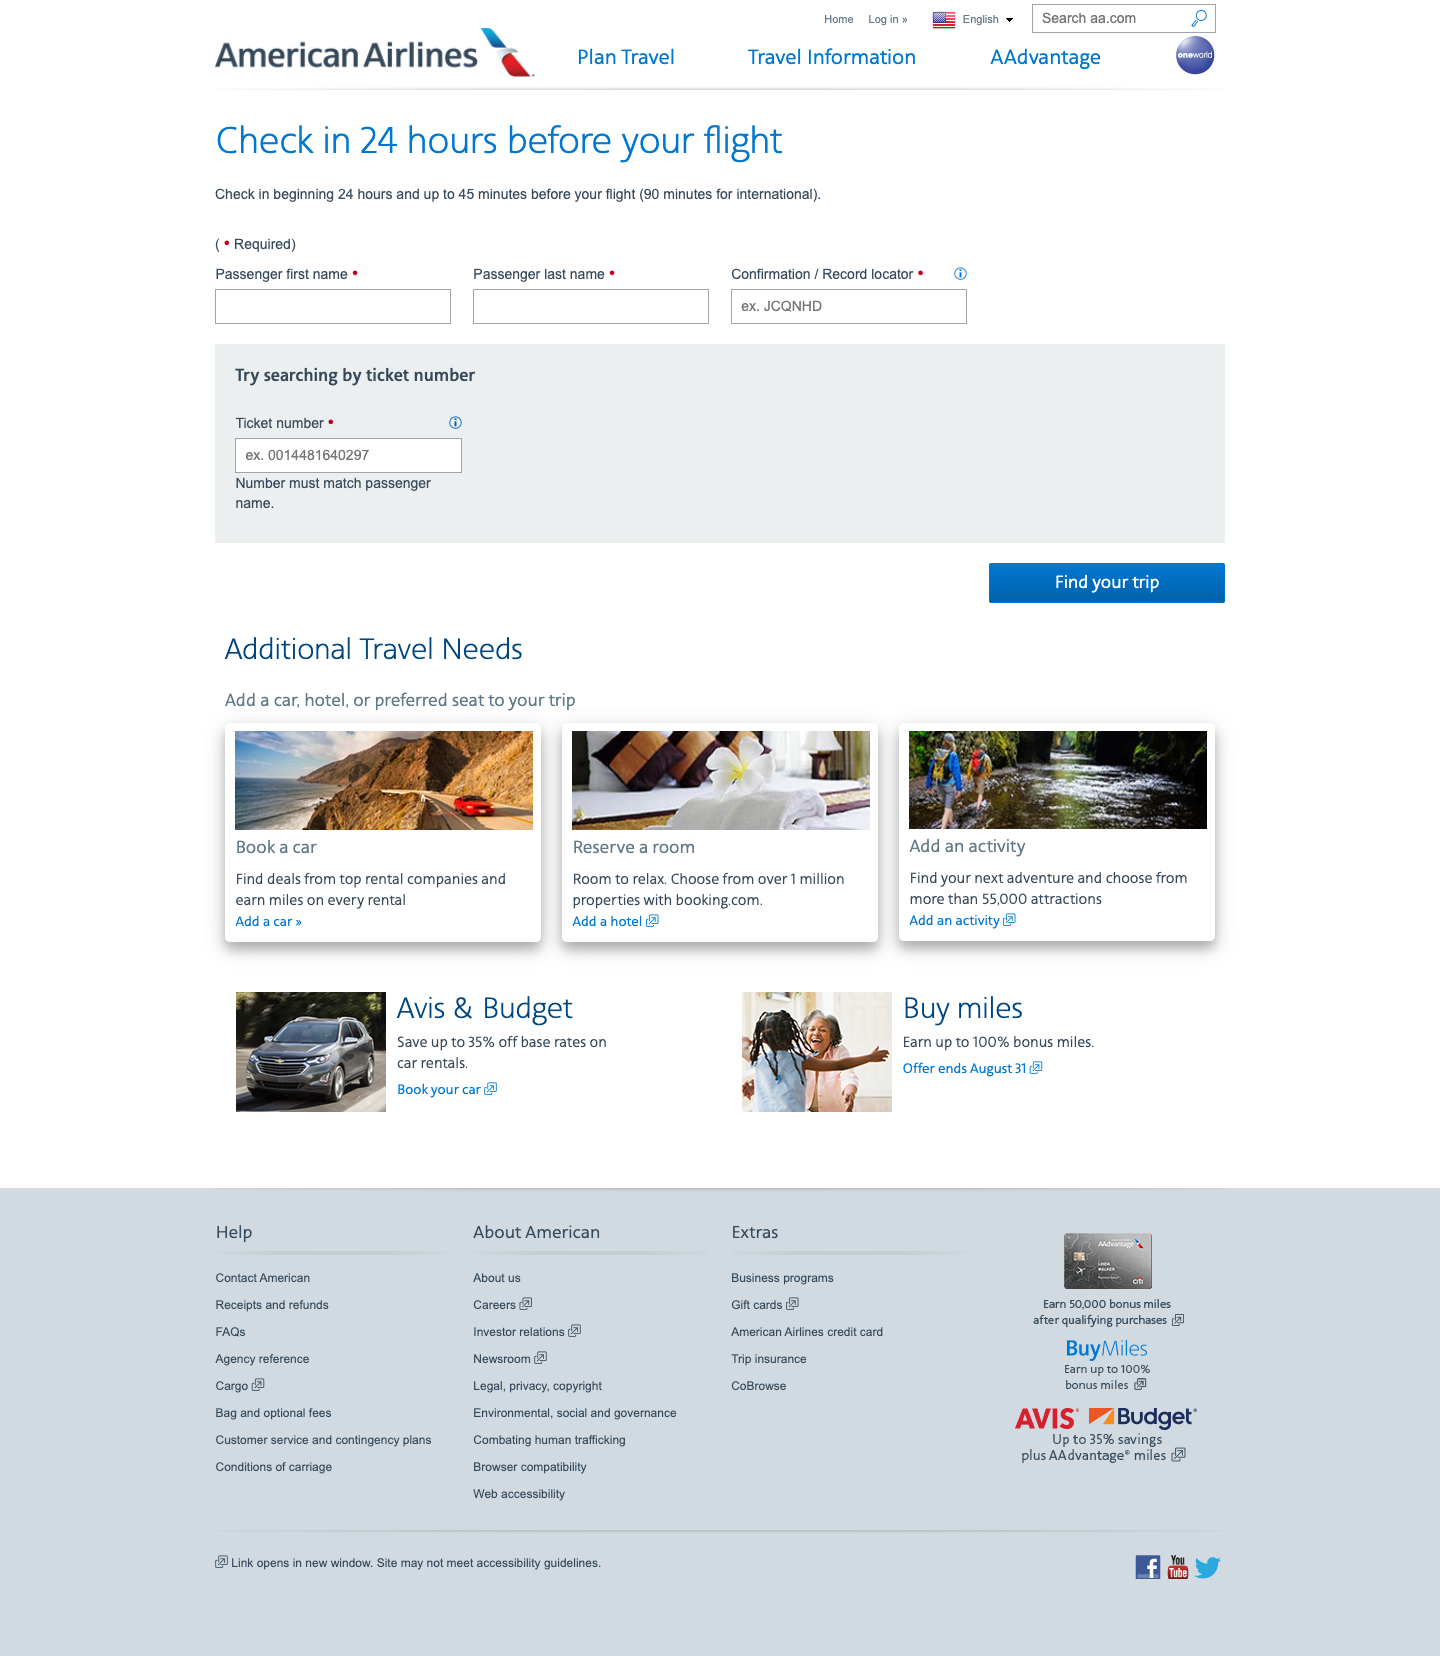 Home Log in » English Search aa.com
American Airlines Plan Travel Travel Information AAdvantage oneworld
Check in 24 hours before your flight
Check in beginning 24 hours and up to 45 minutes before your flight (90 minutes for international).
( • Required)
Passenger first name • Passenger last name • Confirmation / Record locator •
ex. JCQNHD
Try searching by ticket number
Ticket number •
ex. 0014481640297
Number must match passenger
name.
Find your trip
Additional Travel Needs
Add a car, hotel, or preferred seat to your trip
Book a car
Find deals from top rental companies and
earn miles on every rental
Add a car »
Reserve a room
Room to relax. Choose from over 1 million
properties with booking.com.
Add a hotel
Add an activity
Find your next adventure and choose from
more than 55,000 attractions
Add an activity
Avis & Budget
Save up to 35% off base rates on
car rentals.
Book your car
Buy miles
Earn up to 100% bonus miles.
Offer ends August 31
Help
Contact American
Receipts and refunds
FAQs
Agency reference
Cargo
Bag and optional fees
Customer service and contingency plans
Conditions of carriage
About American
About us
Careers
Investor relations
Newsroom
Legal, privacy, copyright
Environmental, social and governance
Combating human trafficking
Browser compatibility
Web accessibility
Extras
Business programs
Gift cards
American Airlines credit card
Trip insurance
CoBrowse
AAdvantage
LINDA
WALKER
citi
Earn 50,000 bonus miles
after qualifying purchases
BuyMiles
Earn up to 100%
bonus miles
AVIS® Budget®
Up to 35% savings
plus AAdvantage® miles
Link opens in new window. Site may not meet accessibility guidelines.
f You Tube